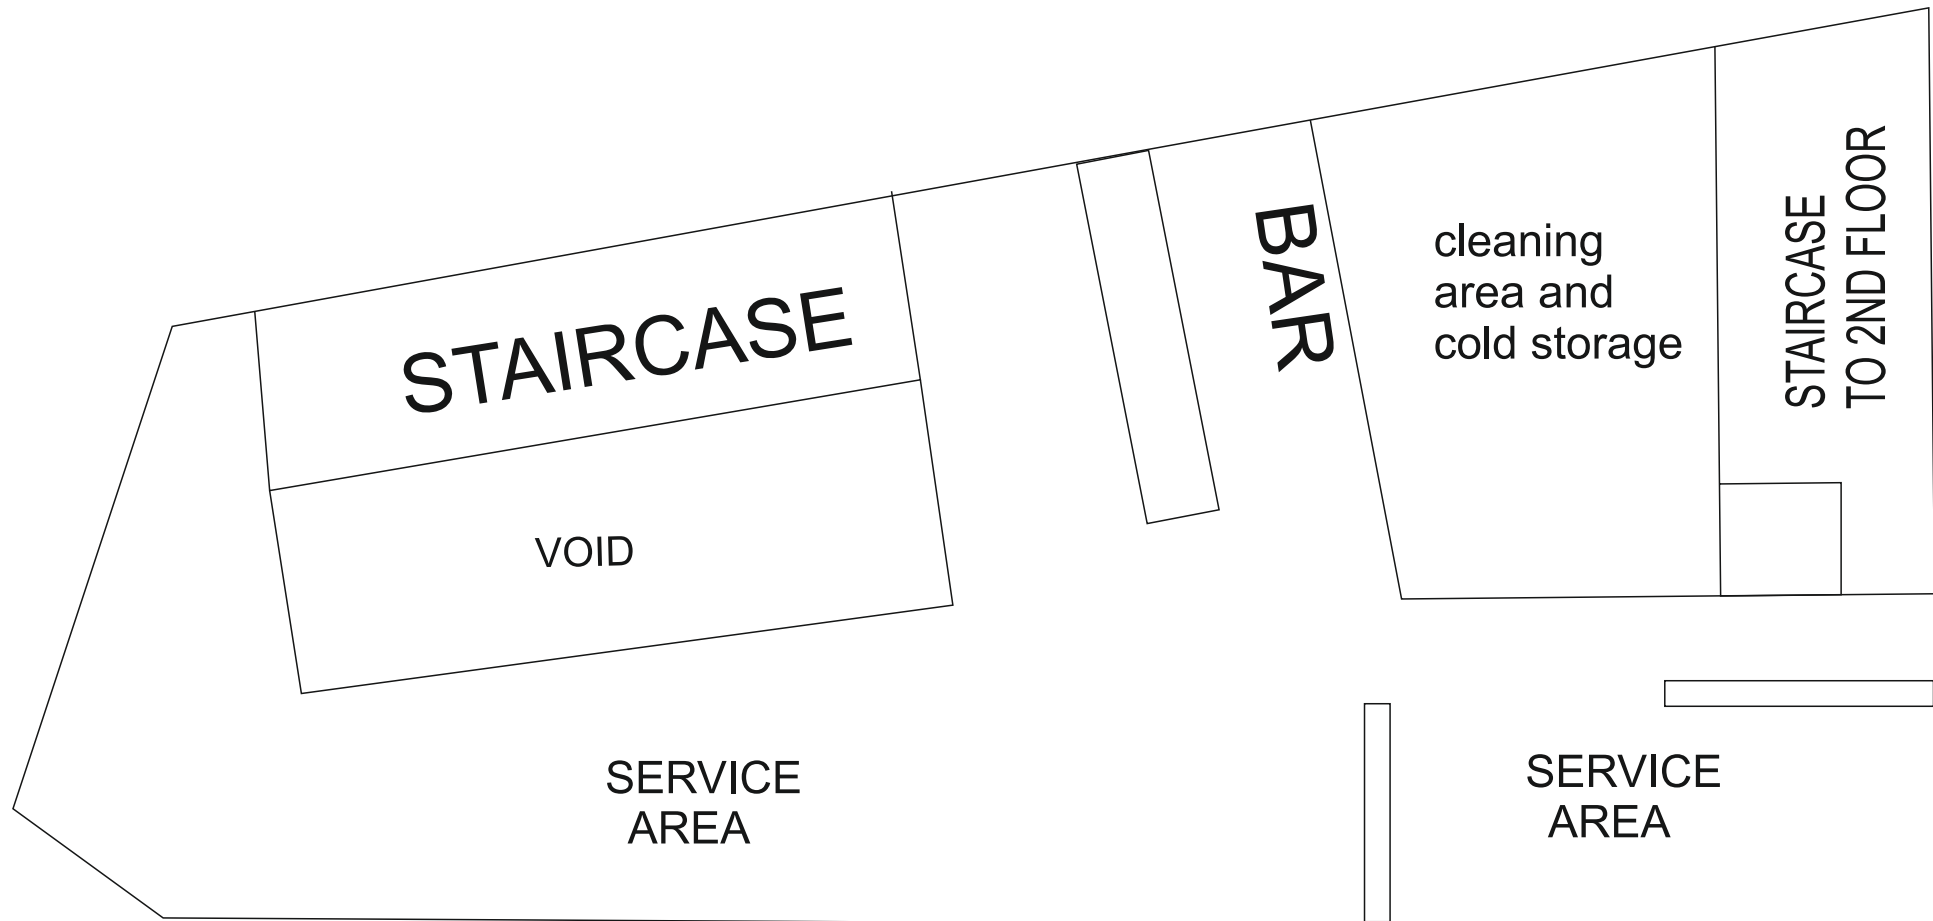 STAIRCASE
VOID
BAR
cleaning
area and
cold storage
STAIRCASE
TO 2ND FLOOR
SERVICE
AREA
SERVICE
AREA